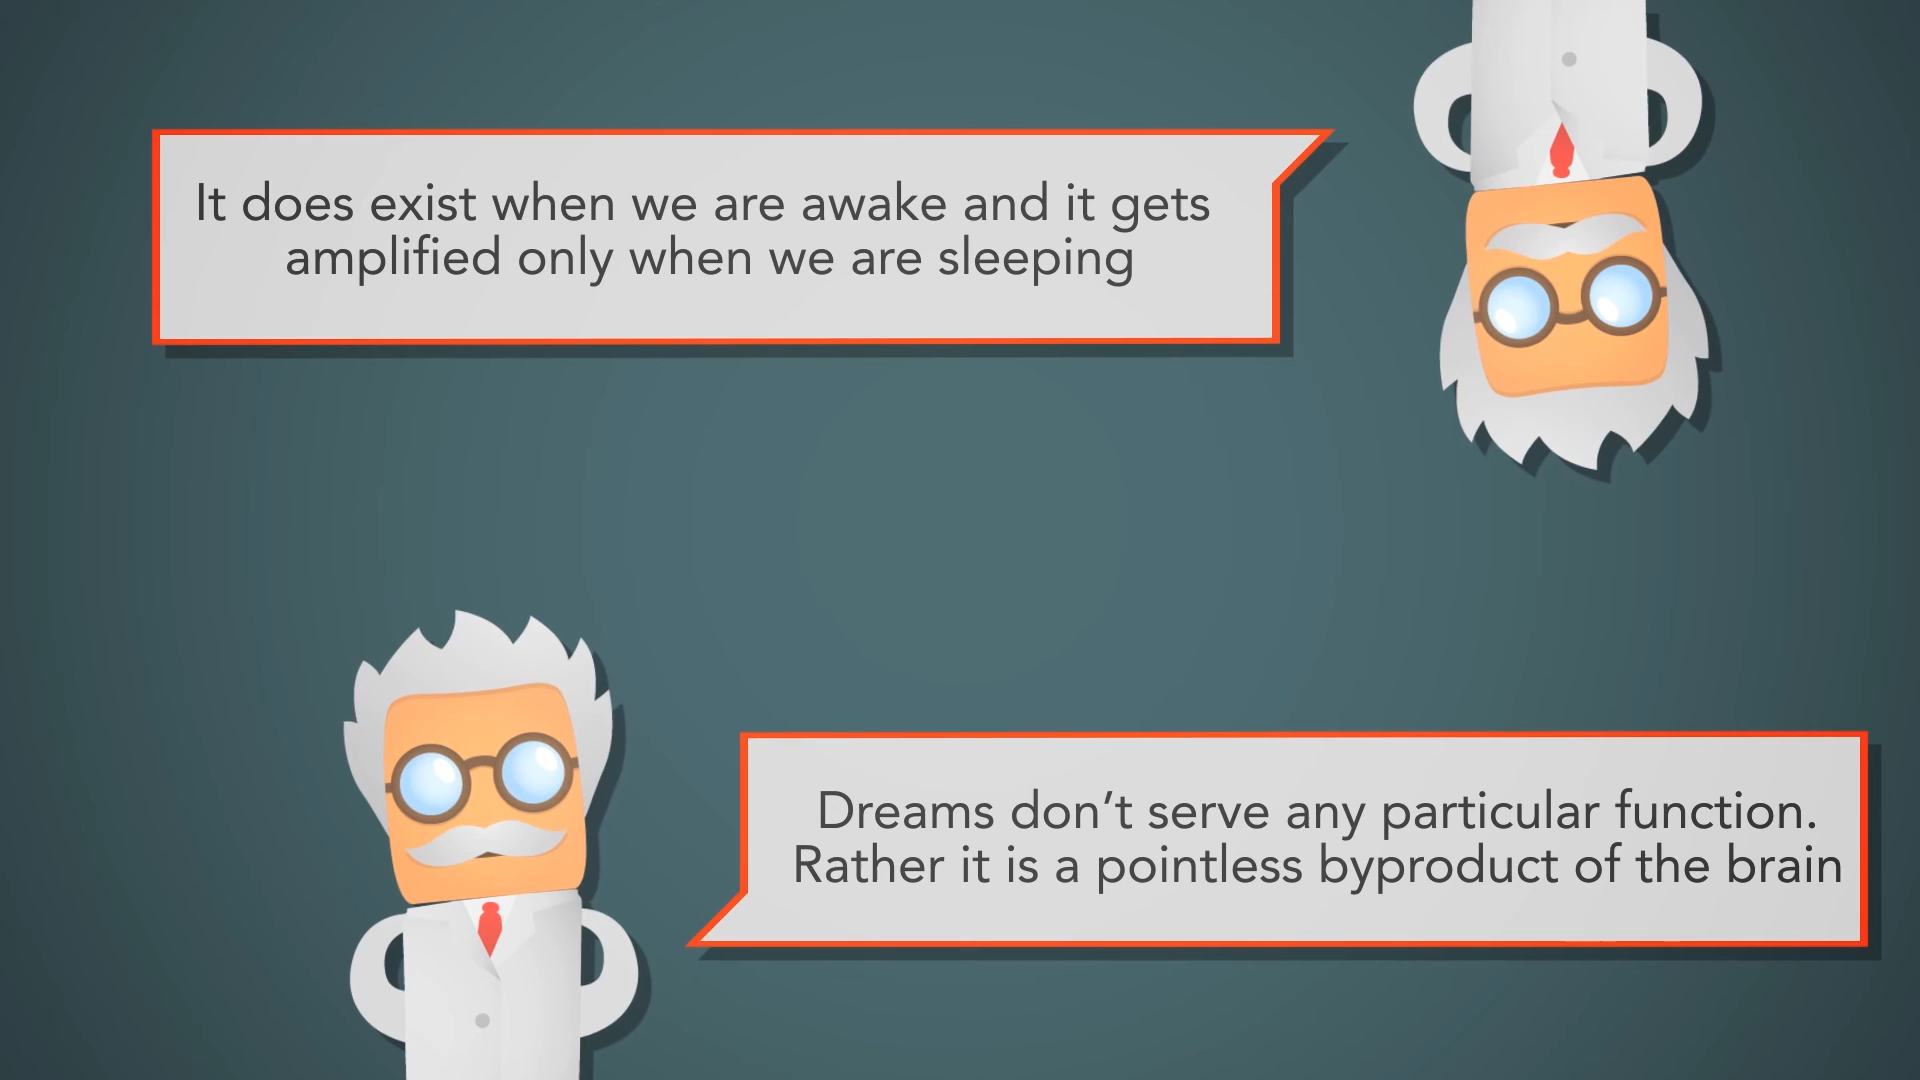 It does exist when we are awake and it gets
amplified only when we are sleeping
Dreams don’t serve any particular function.
Rather it is a pointless byproduct of the brain